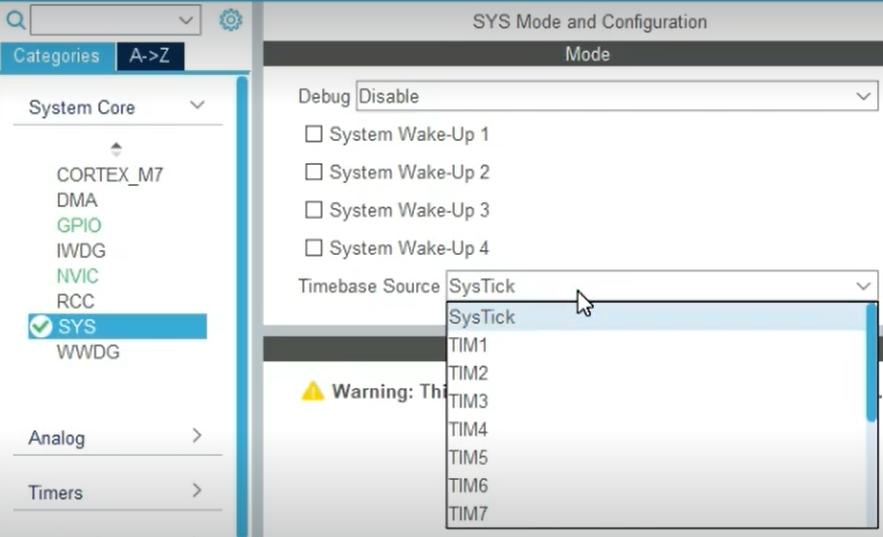 SYS Mode and Configuration
Categories A->Z
Mode
System Core
Debug Disable
System Wake-Up 1
System Wake-Up 2
System Wake-Up 3
System Wake-Up 4
Timebase Source SysTick
CORTEX_M7
DMA
GPIO
IWDG
NVIC
RCC
SYS
WWDG
Analog
Timers
SysTick
TIM1
TIM2
TIM3
TIM4
TIM5
TIM6
TIM7
Warning: